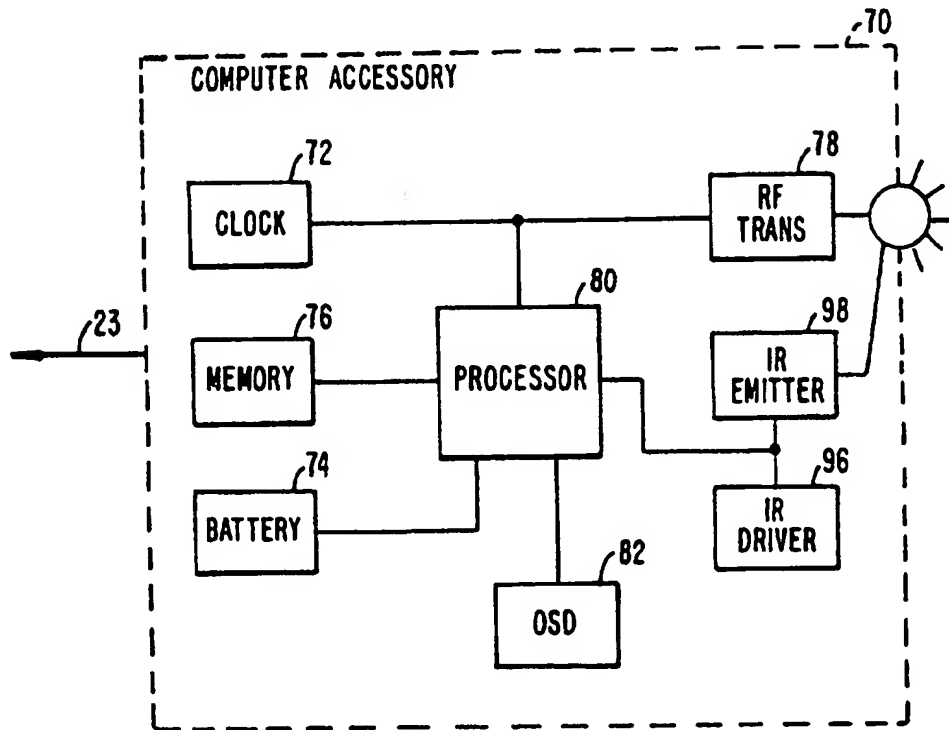 70
COMPUTER ACCESSORY
72
CLOCK
78
RF
TRANS
80
PROCESSOR
23
76
MEMORY
98
IR
EMITTER
74
BATTERY
96
IR
DRIVER
82
OSD